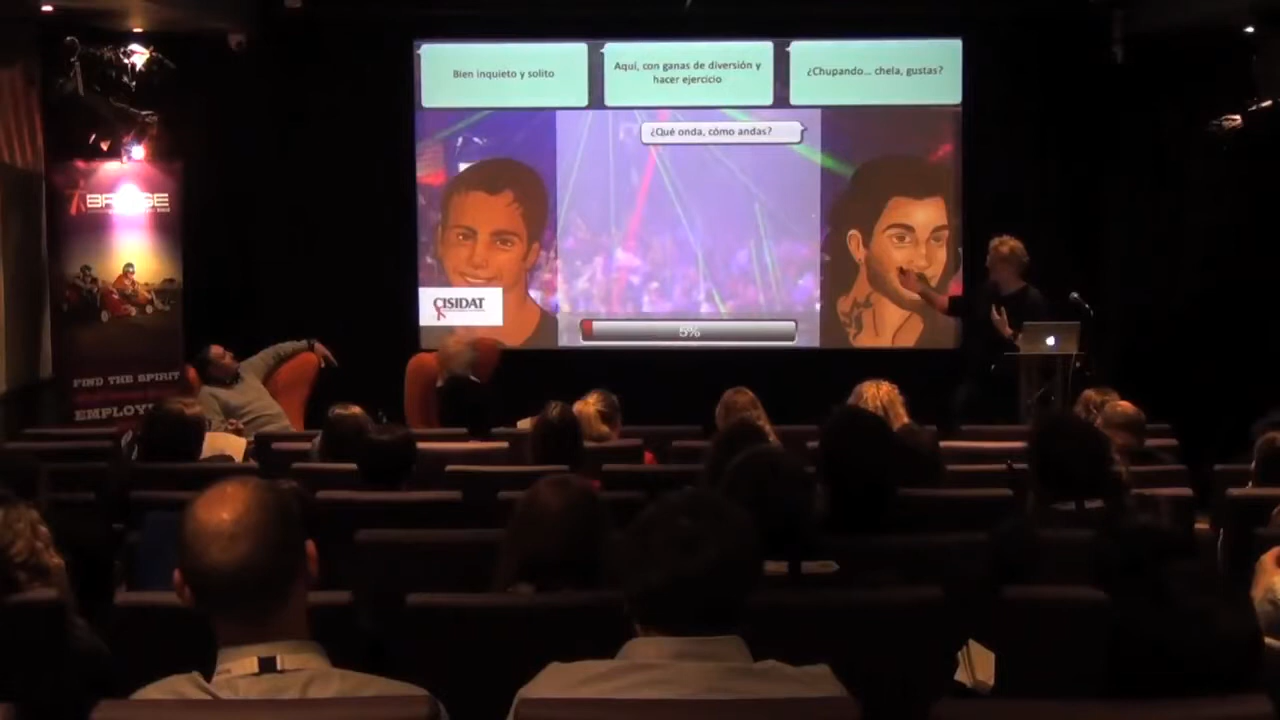 Bien inquieto y solito
Aquí, con ganas de diversión y
hacer ejercicio
¿Chupando... chela, gustas?
¿Qué onda, cómo andas?
CISIDAT
5%
FIND THE SPIRIT